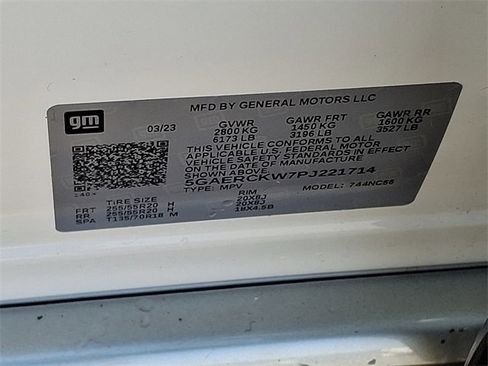 gm
MFD BY GENERAL MOTORS LLC
03/23 GVWR GAWR FRT GAWR RR
2800 KG 1450 KG 1600 KG
6173 LB 3196 LB 3527 LB
THIS VEHICLE CONFORMS TO ALL
APPLICABLE U.S. FEDERAL MOTOR
VEHICLE SAFETY STANDARDS IN EFFECT
ON THE DATE OF MANUFACTURE
SHOWN ABOVE.
5GAERCKW7PJ221714
TYPE: MPV MODEL: 744NC56
TIRE SIZE RIM
FRT 255/55R20 H 20X8J
RR 255/55R20 H 20X8J
SPA T135/70R18 M 18X4.5B